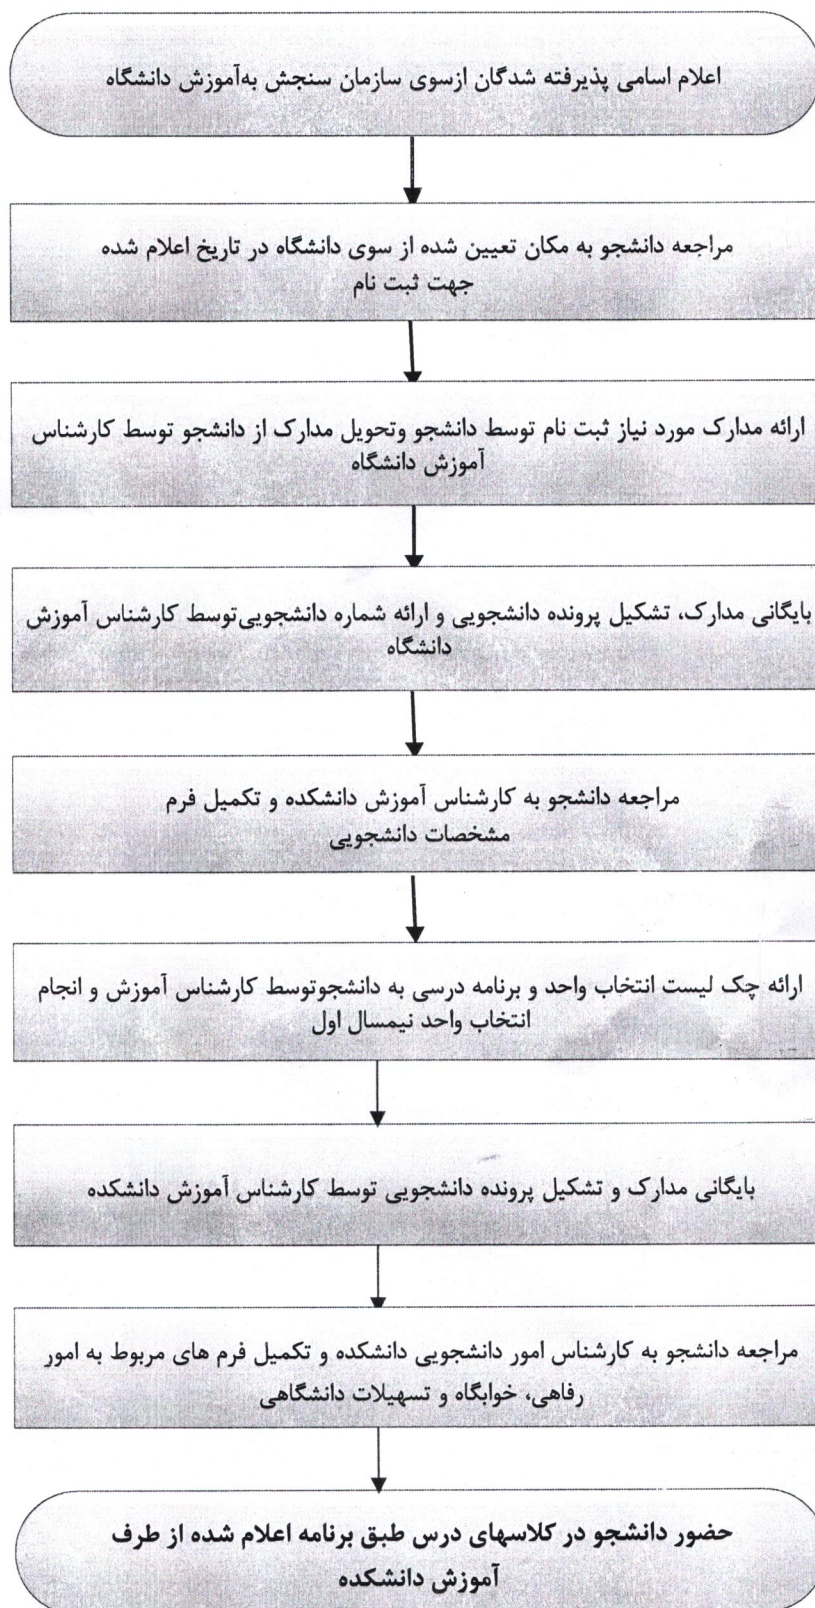 اعلام اسامی پذیرفته شدگان ازسوی سازمان سنجش به‌آموزش دانشگاه
مراجعه دانشجو به مکان تعیین شده از سوی دانشگاه در تاریخ اعلام شده
جهت ثبت نام
ارائه مدارک مورد نیاز ثبت نام توسط دانشجو وتحویل مدارک از دانشجو توسط کارشناس
آموزش دانشگاه
بایگانی مدارک، تشکیل پرونده دانشجویی و ارائه شماره دانشجویی‌توسط کارشناس آموزش
دانشگاه
مراجعه دانشجو به کارشناس آموزش دانشکده و تکمیل فرم
مشخصات دانشجویی
ارائه چک لیست انتخاب واحد و برنامه درسی به دانشجوتوسط کارشناس آموزش و انجام
انتخاب واحد نیمسال اول
بایگانی مدارک و تشکیل پرونده دانشجویی توسط کارشناس آموزش دانشکده
مراجعه دانشجو به کارشناس امور دانشجویی دانشکده و تکمیل فرم های مربوط به امور
رفاهی، خوابگاه و تسهیلات دانشگاهی
حضور دانشجو در کلاسهای درس طبق برنامه اعلام شده از طرف
آموزش دانشکده